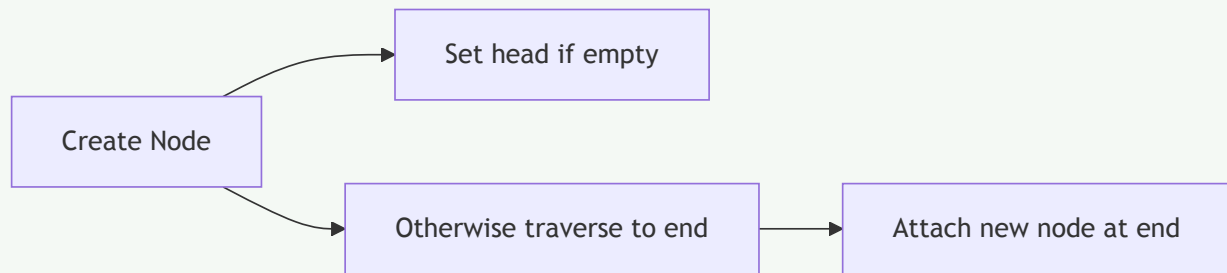 Set head if empty
Create Node
Otherwise traverse to end
Attach new node at end